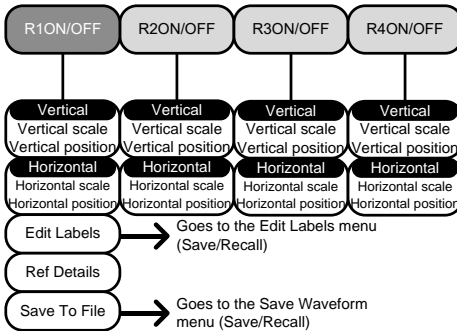 R1ON/OFF R2ON/OFF R3ON/OFF R4ON/OFF
Vertical Vertical Vertical Vertical
Vertical scale Vertical scale Vertical scale Vertical scale
Vertical position Vertical position Vertical position Vertical position
Horizontal Horizontal Horizontal Horizontal
Horizontal scale Horizontal scale Horizontal scale Horizontal scale
Horizontal position Horizontal position Horizontal position Horizontal position
Edit Labels Goes to the Edit Labels menu
(Save/Recall)
Ref Details
Save To File Goes to the Save Waveform
menu (Save/Recall)